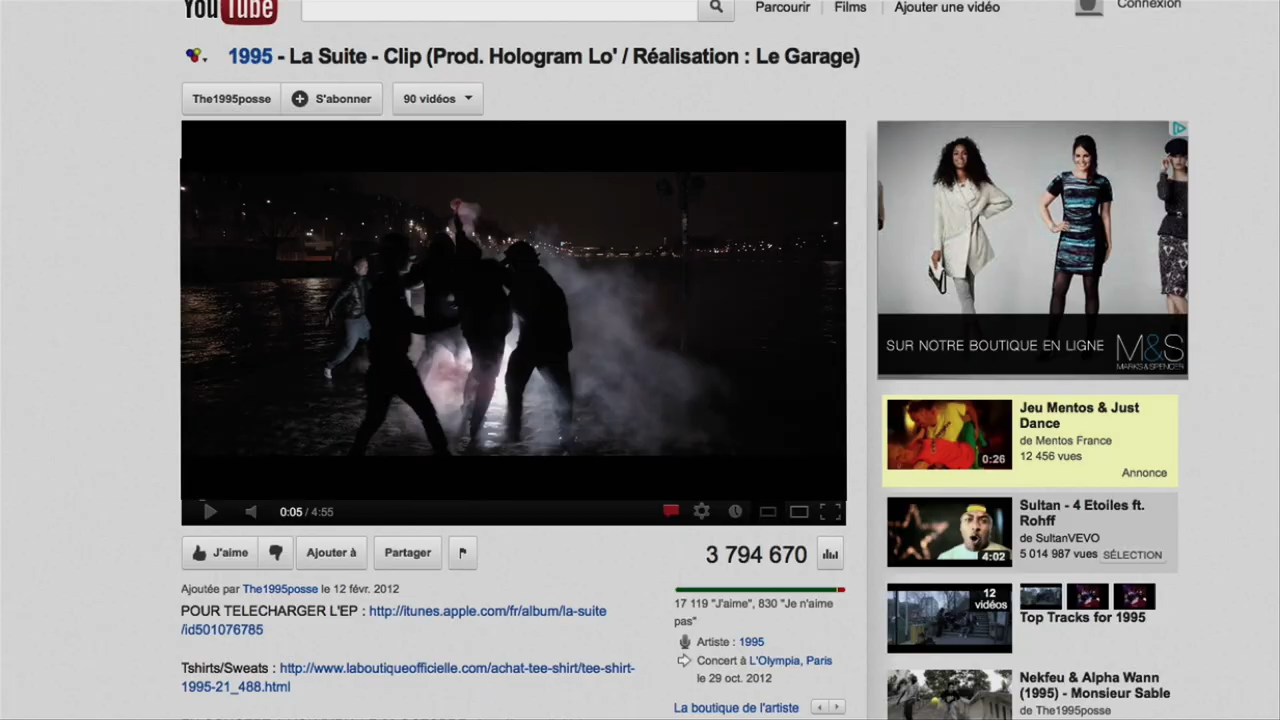 YouTube
Parcourir | Films | Ajouter une vidéo
Connexion
1995 - La Suite - Clip (Prod. Hologram Lo' / Réalisation : Le Garage)
The1995posse
S'abonner
90 vidéos
0:05 / 4:55
J'aime
Ajouter à
Partager
3 794 670
Ajoutée par The1995posse le 12 févr. 2012
POUR TELECHARGER L'EP : http://itunes.apple.com/fr/album/la-suite
/id501076785
Tshirts/Sweats : http://www.laboutiqueofficielle.com/achat-tee-shirt/tee-shirt-
1995-21_488.html
17 119 "J'aime", 830 "Je n'aime
pas"
Artiste : 1995
Concert à L'Olympia, Paris
le 29 oct. 2012
La boutique de l'artiste
SUR NOTRE BOUTIQUE EN LIGNE
M&S
MARKS & SPENCER
0:26
Jeu Mentos & Just
Dance
de Mentos France
12 456 vues
Annonce
4:02
Sultan - 4 Etoiles ft.
Rohff
de SultanVEVO
5 014 987 vues SÉLECTION
12
vidéos
Top Tracks for 1995
Nekfeu & Alpha Wann
(1995) - Monsieur Sable
de The1995posse